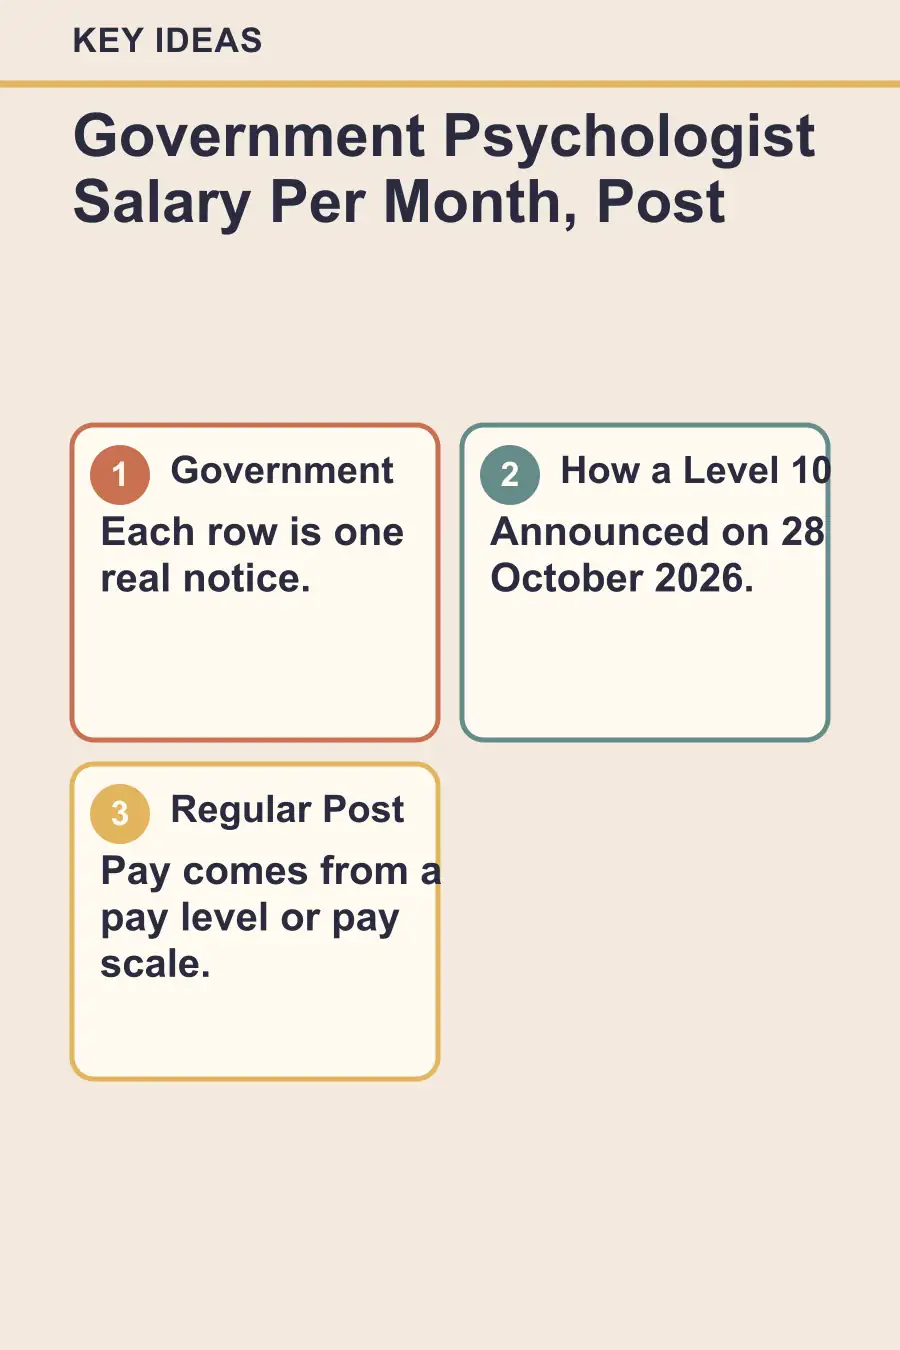 KEY IDEAS
Government Psychologist
Salary Per Month, Post
1
Government
Each row is one
real notice.
2
How a Level 10
Announced on 28
October 2026.
3
Regular Post
Pay comes from a
pay level or pay
scale.